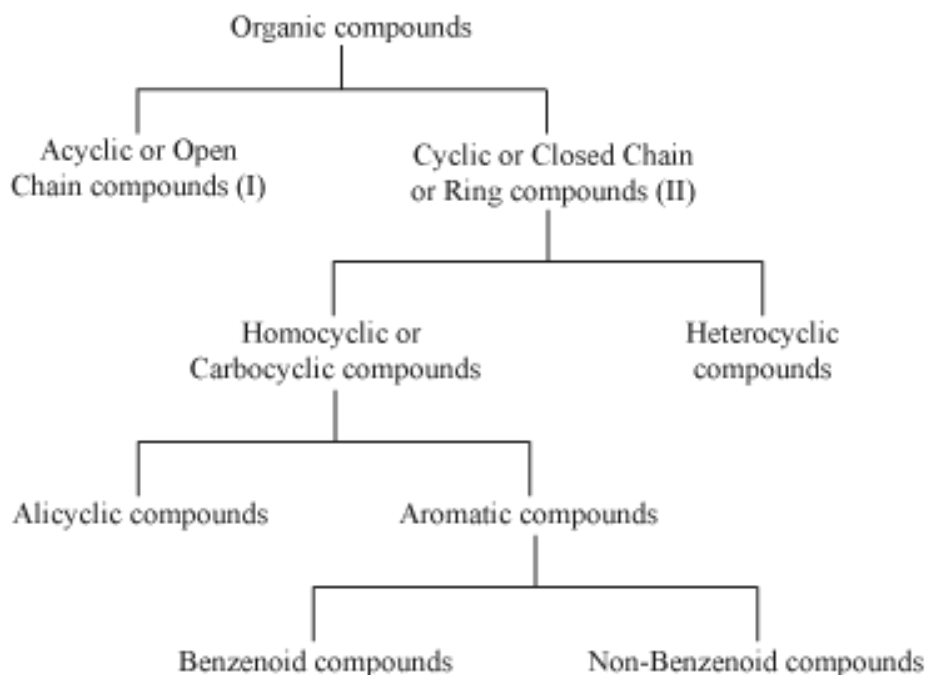 Organic compounds
Acyclic or Open
Chain compounds (I)
Cyclic or Closed Chain
or Ring compounds (II)
Homocyclic or
Carbocyclic compounds
Heterocyclic
compounds
Alicyclic compounds
Aromatic compounds
Benzenoid compounds
Non-Benzenoid compounds